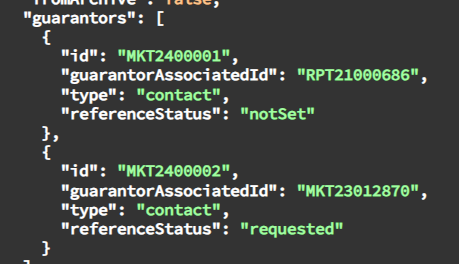 "fromArchive": false,
"guarantors": [
{
"id": "MKT2400001",
"guarantorAssociatedId": "RPT21000686",
"type": "contact",
"referenceStatus": "notSet"
},
{
"id": "MKT2400002",
"guarantorAssociatedId": "MKT23012870",
"type": "contact",
"referenceStatus": "requested"
}